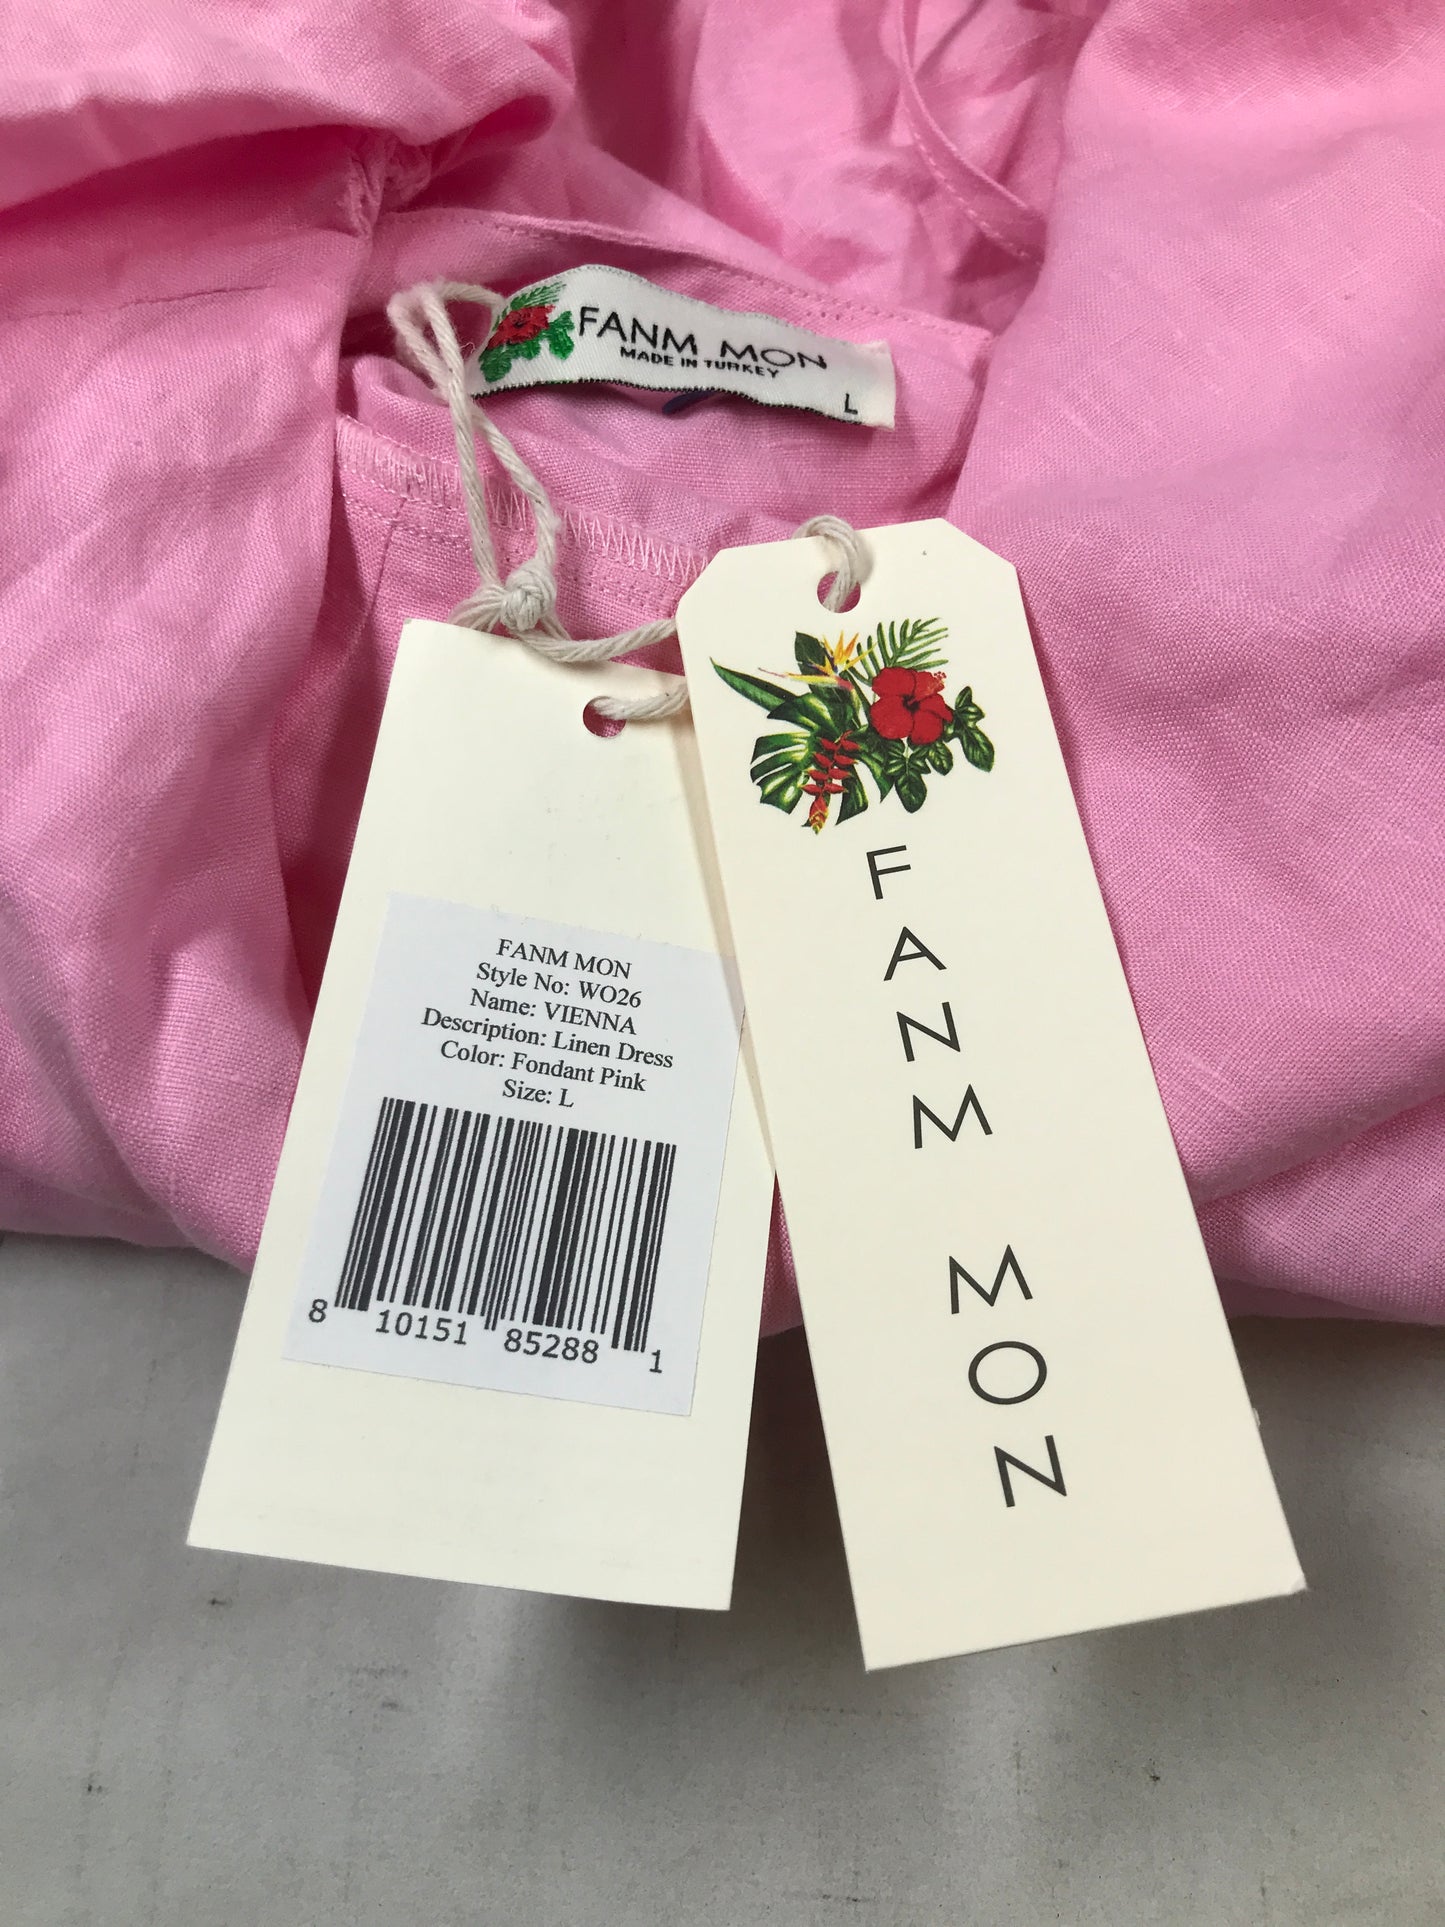 FANM MON
MADE IN TURKEY
L
FANM MON
Style No: WO26
Name: VIENNA
Description: Linen Dress
Color: Fondant Pink
Size: L
8 10151 85288 1
FANM MON